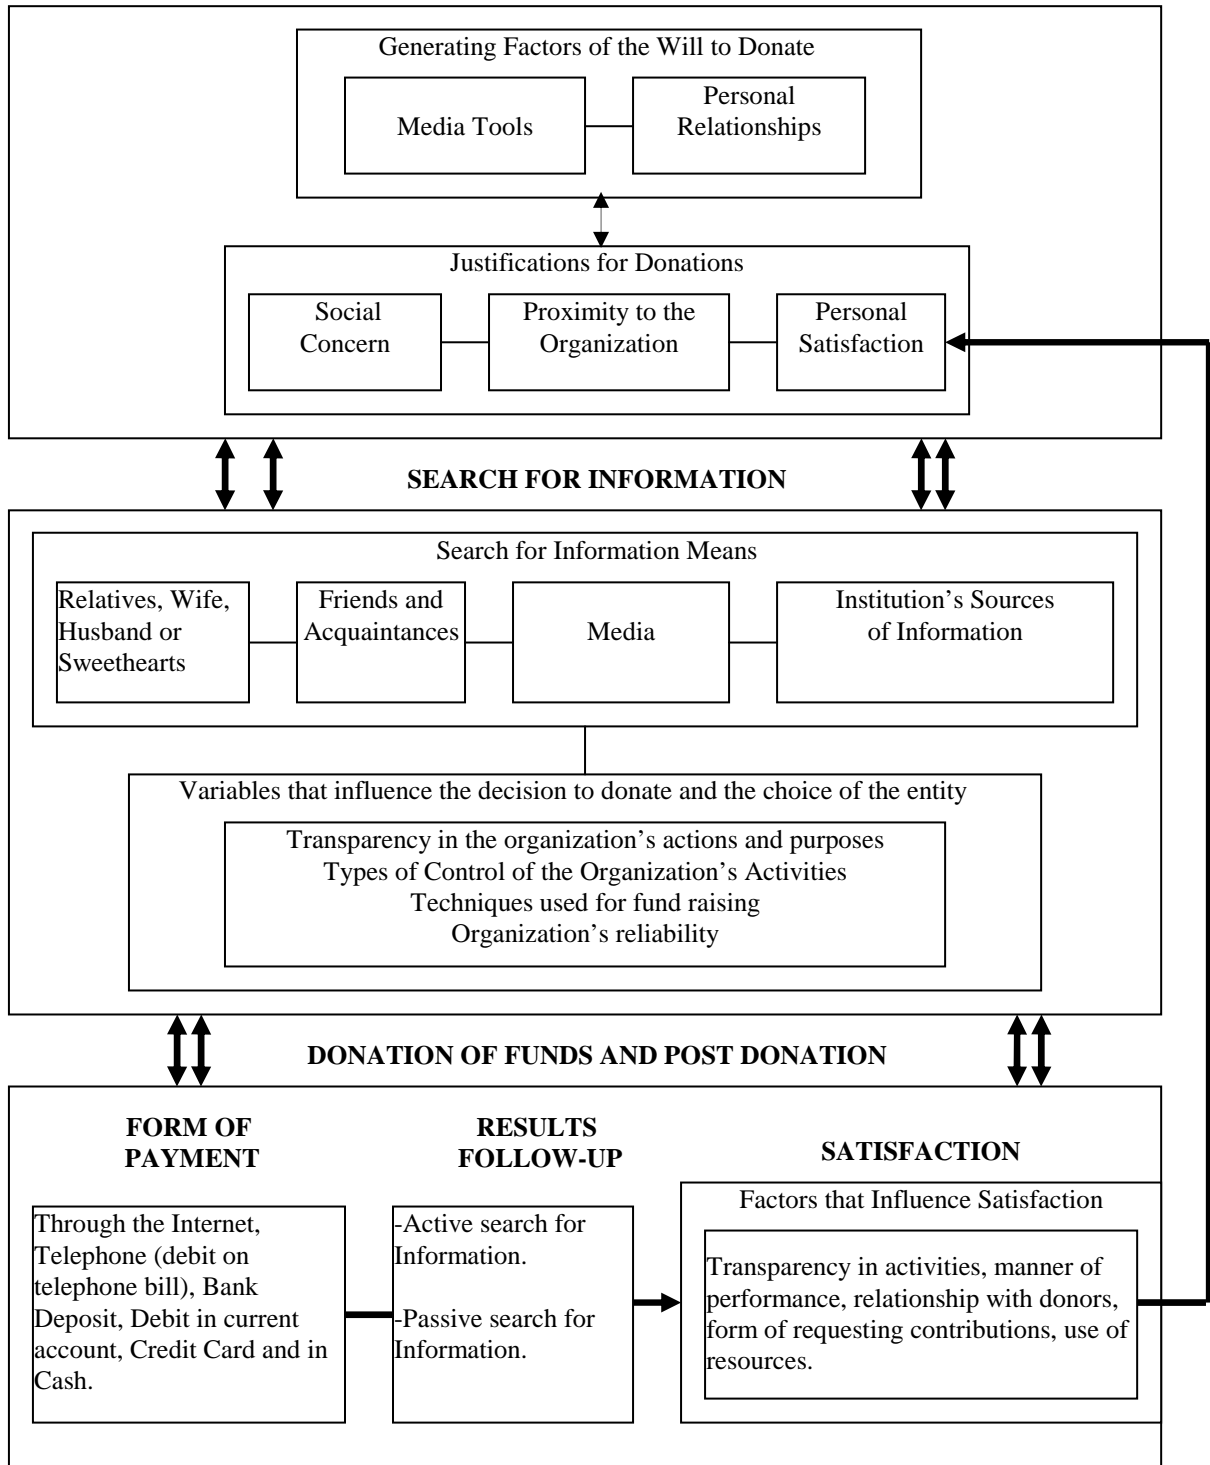 Generating Factors of the Will to Donate
Media Tools
Personal
Relationships
Justifications for Donations
Social
Concern
Proximity to the
Organization
Personal
Satisfaction
SEARCH FOR INFORMATION
Search for Information Means
Relatives, Wife,
Husband or
Sweethearts
Friends and
Acquaintances
Media
Institution’s Sources
of Information
Variables that influence the decision to donate and the choice of the entity
Transparency in the organization’s actions and purposes
Types of Control of the Organization’s Activities
Techniques used for fund raising
Organization’s reliability
DONATION OF FUNDS AND POST DONATION
FORM OF
PAYMENT
RESULTS
FOLLOW-UP
SATISFACTION
Through the Internet,
Telephone (debit on
telephone bill), Bank
Deposit, Debit in current
account, Credit Card and in
Cash.
-Active search for
Information.
-Passive search for
Information.
Factors that Influence Satisfaction
Transparency in activities, manner of
performance, relationship with donors,
form of requesting contributions, use of
resources.